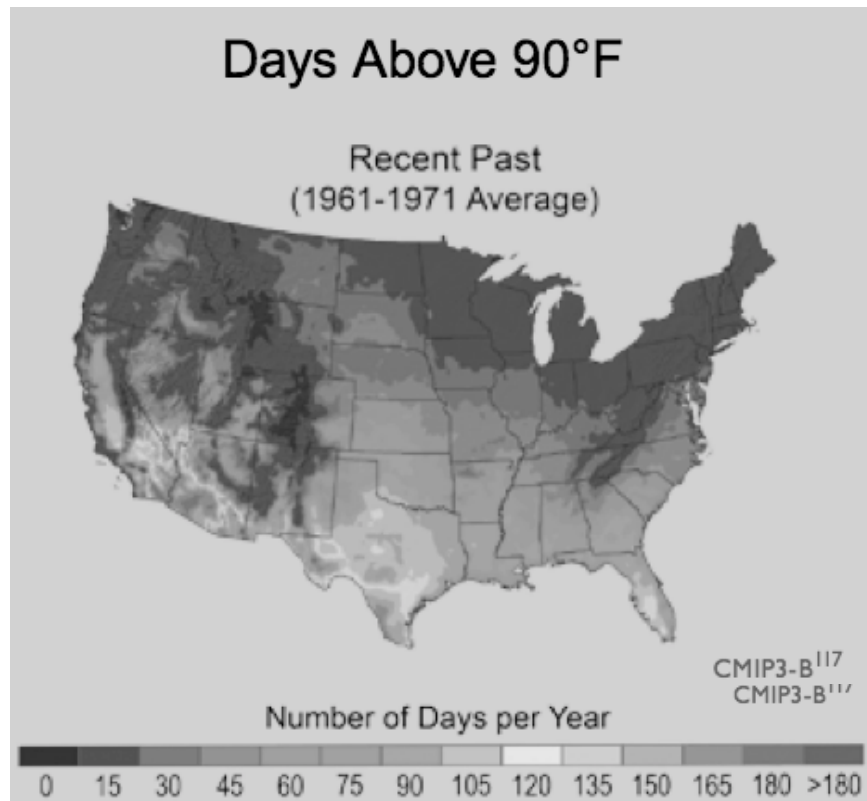 Days Above 90°F
Recent Past
(1961-1971 Average)
CMIP3-B117
CMIP3-B117
Number of Days per Year
0 15 30 45 60 75 90 105 120 135 150 165 180 >180